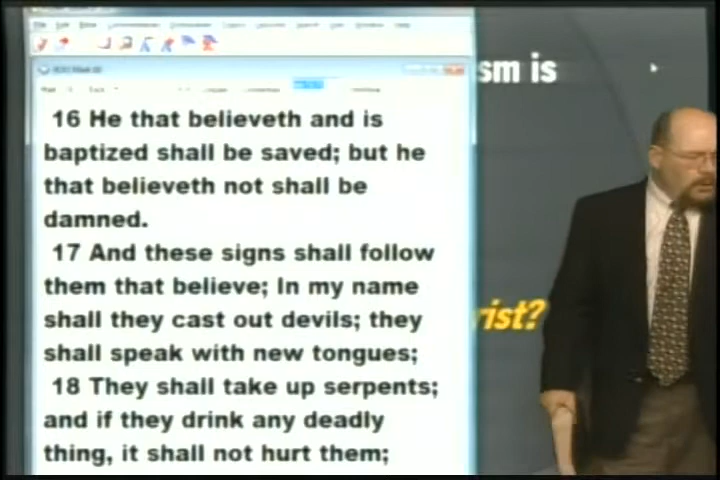 sm is
16 He that believeth and is
baptized shall be saved; but he
that believeth not shall be
damned.
17 And these signs shall follow
them that believe; In my name
shall they cast out devils; they
shall speak with new tongues;
18 They shall take up serpents;
and if they drink any deadly
thing, it shall not hurt them;
rist?